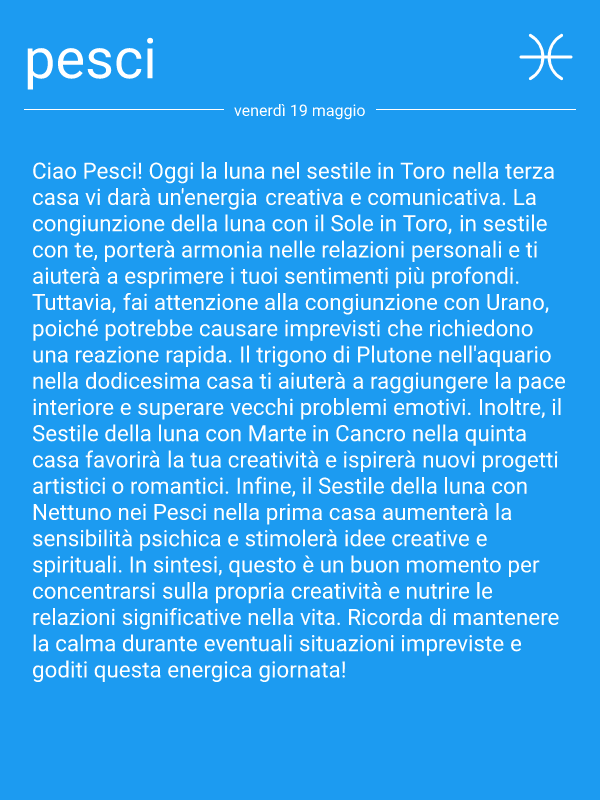 pesci
venerdì 19 maggio
Ciao Pesci! Oggi la luna nel sestile in Toro nella terza
casa vi darà un'energia creativa e comunicativa. La
congiunzione della luna con il Sole in Toro, in sestile
con te, porterà armonia nelle relazioni personali e ti
aiuterà a esprimere i tuoi sentimenti più profondi.
Tuttavia, fai attenzione alla congiunzione con Urano,
poiché potrebbe causare imprevisti che richiedono
una reazione rapida. Il trigono di Plutone nell'aquario
nella dodicesima casa ti aiuterà a raggiungere la pace
interiore e superare vecchi problemi emotivi. Inoltre, il
Sestile della luna con Marte in Cancro nella quinta
casa favorirà la tua creatività e ispirerà nuovi progetti
artistici o romantici. Infine, il Sestile della luna con
Nettuno nei Pesci nella prima casa aumenterà la
sensibilità psichica e stimolerà idee creative e
spirituali. In sintesi, questo è un buon momento per
concentrarsi sulla propria creatività e nutrire le
relazioni significative nella vita. Ricorda di mantenere
la calma durante eventuali situazioni impreviste e
goditi questa energica giornata!